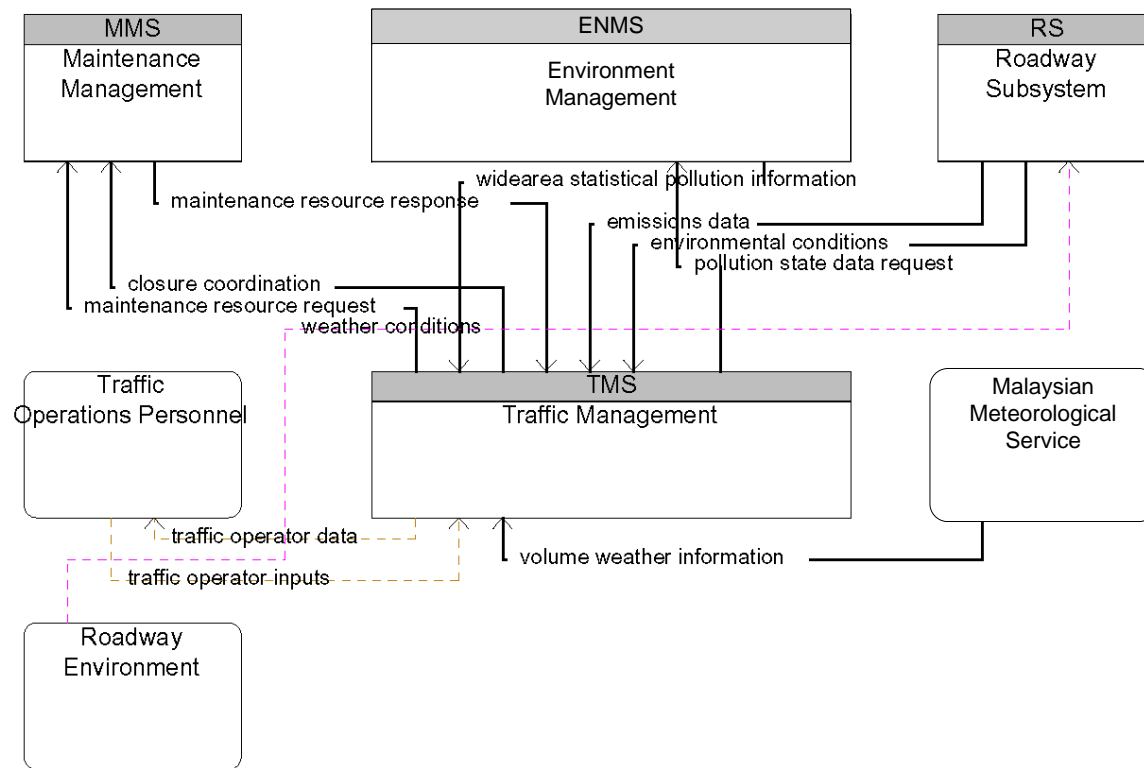 MMS
Maintenance
Management
ENMS
Environment
Management
RS
Roadway
Subsystem
widearea statistical pollution information
maintenance resource response
emissions data
environmental conditions
pollution state data request
closure coordination
maintenance resource request
weather conditions
Traffic
Operations Personnel
TMS
Traffic Management
Malaysian
Meteorological
Service
traffic operator data
volume weather information
traffic operator inputs
Roadway
Environment